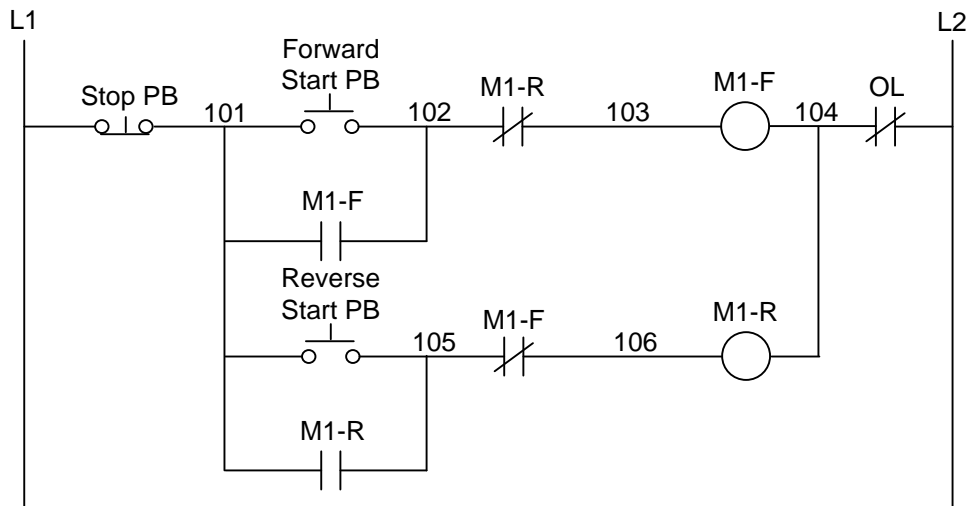 L1
L2
Forward
Start PB
Stop PB
101
102
M1-R
103
M1-F
104
OL
M1-F
Reverse
Start PB
105
M1-F
106
M1-R
M1-R